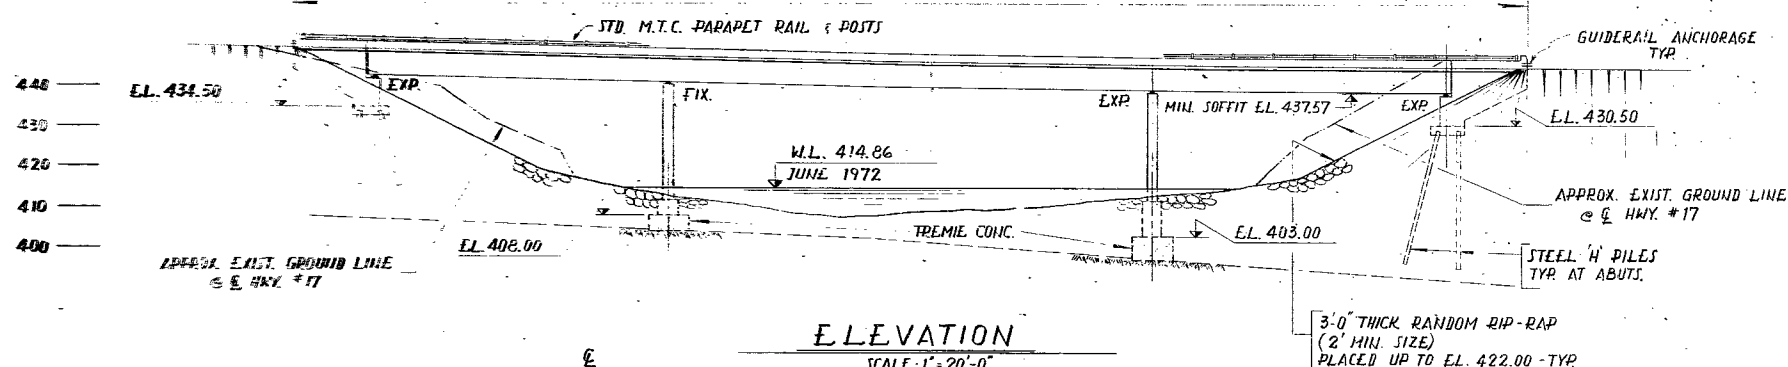 STD. M.T.C. PARAPET RAIL & POSTS
GUIDERAIL ANCHORAGE
TYP.
440
EL. 434.50
EXP.
FIX.
EXP.
MIN. SOFFIT EL. 437.57
EXP.
EL. 430.50
430
420
410
400
W.L. 414.86
JUNE 1972
APPROX. EXIST. GROUND LINE
@ ℄ HWY. #17
EL. 408.00
TREMIE CONC.
EL. 403.00
STEEL 'H' PILES
TYP. AT ABUTS.
APPROX. EXIST. GROUND LINE
@ ℄ HWY. #17
3'-0" THICK RANDOM RIP-RAP
(2' MIN. SIZE)
PLACED UP TO EL. 422.00 - TYP.
ELEVATION
SCALE: 1" = 20'-0"
℄